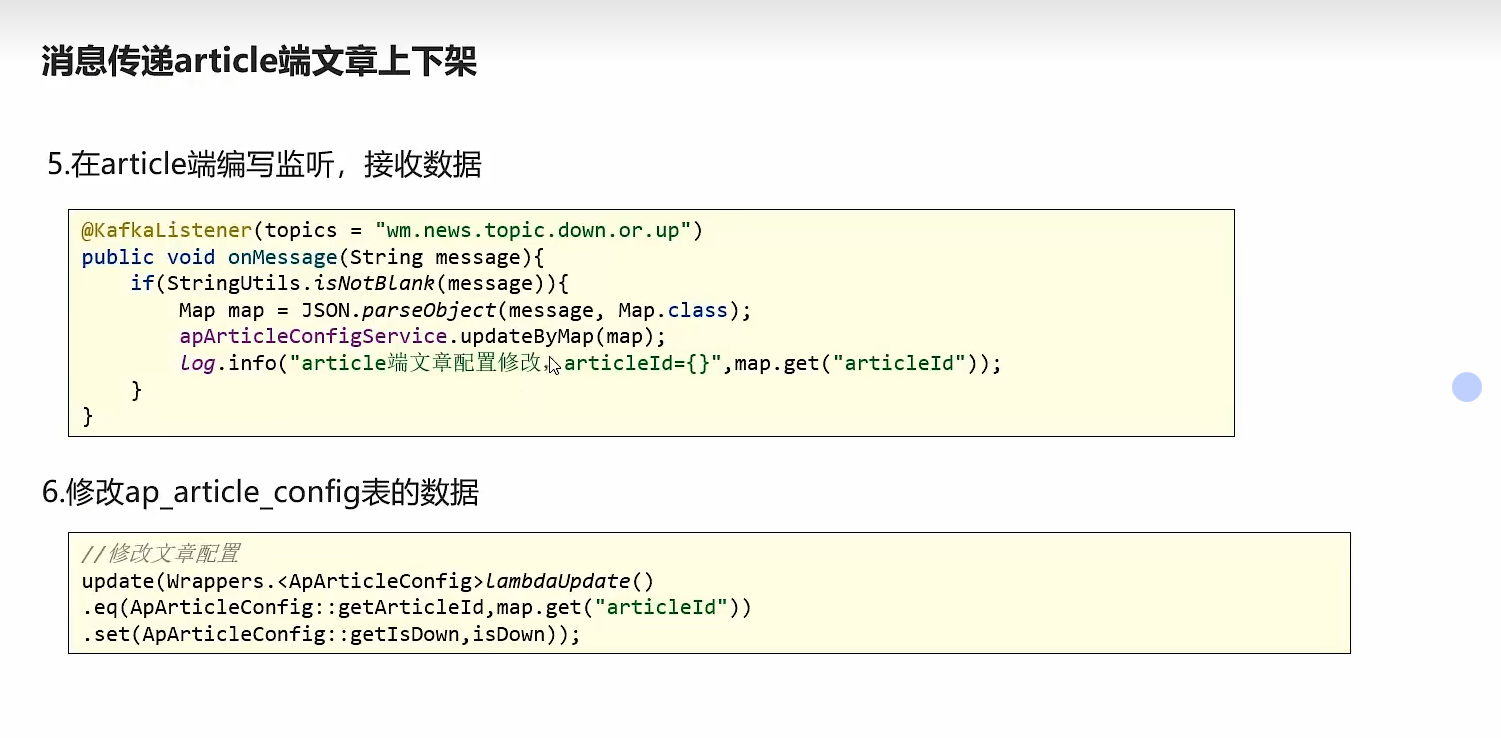 消息传递article端文章上下架
5.在article端编写监听，接收数据
@KafkaListener(topics = "wm.news.topic.down.or.up")
public void onMessage(String message){
    if(StringUtils.isNotBlank(message)){
        Map map = JSON.parseObject(message, Map.class);
        apArticleConfigService.updateByMap(map);
        log.info("article端文章配置修改，articleId={}",map.get("articleId"));
    }
}
6.修改ap_article_config表的数据
//修改文章配置
update(Wrappers.<ApArticleConfig>lambdaUpdate()
.eq(ApArticleConfig::getArticleId,map.get("articleId"))
.set(ApArticleConfig::getIsDown,isDown));